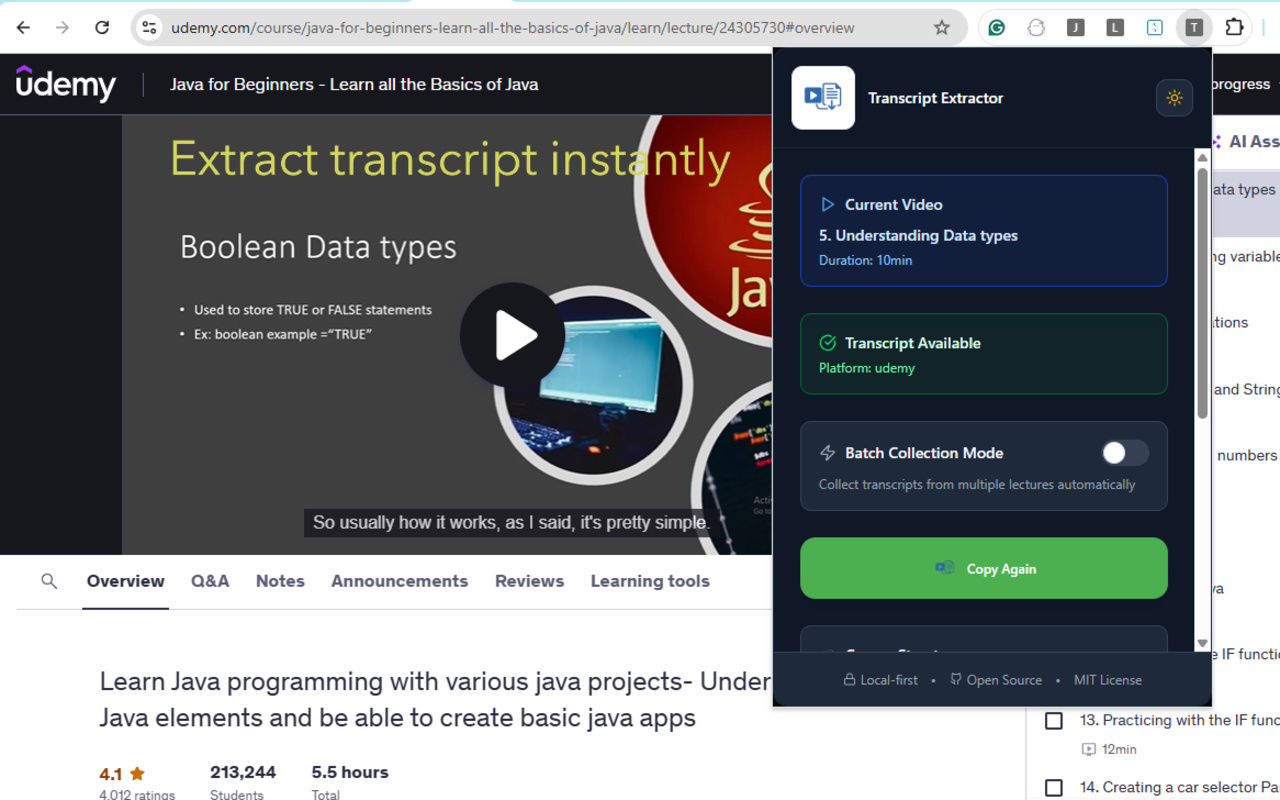 udemy.com/course/java-for-beginners-learn-all-the-basics-of-java/learn/lecture/24305730#overview
J
L
T
ûdemy
Java for Beginners - Learn all the Basics of Java
progress
Extract transcript instantly
Boolean Data types
• Used to store TRUE or FALSE statements
• Ex: boolean example ="TRUE"
So usually how it works, as I said, it's pretty simple.
Transcript Extractor
Current Video
5. Understanding Data types
Duration: 10min
Transcript Available
Platform: udemy
Batch Collection Mode
Collect transcripts from multiple lectures automatically
Copy Again
Local-first • Open Source • MIT License
AI Ass
ata types
ng variable
tions
and String
numbers
e IF functi
13. Practicing with the IF func
12min
14. Creating a car selector Pa
Overview
Q&A
Notes
Announcements
Reviews
Learning tools
Learn Java programming with various java projects- Under
Java elements and be able to create basic java apps
4.1
213,244
5.5 hours
4,012 ratings
Students
Total